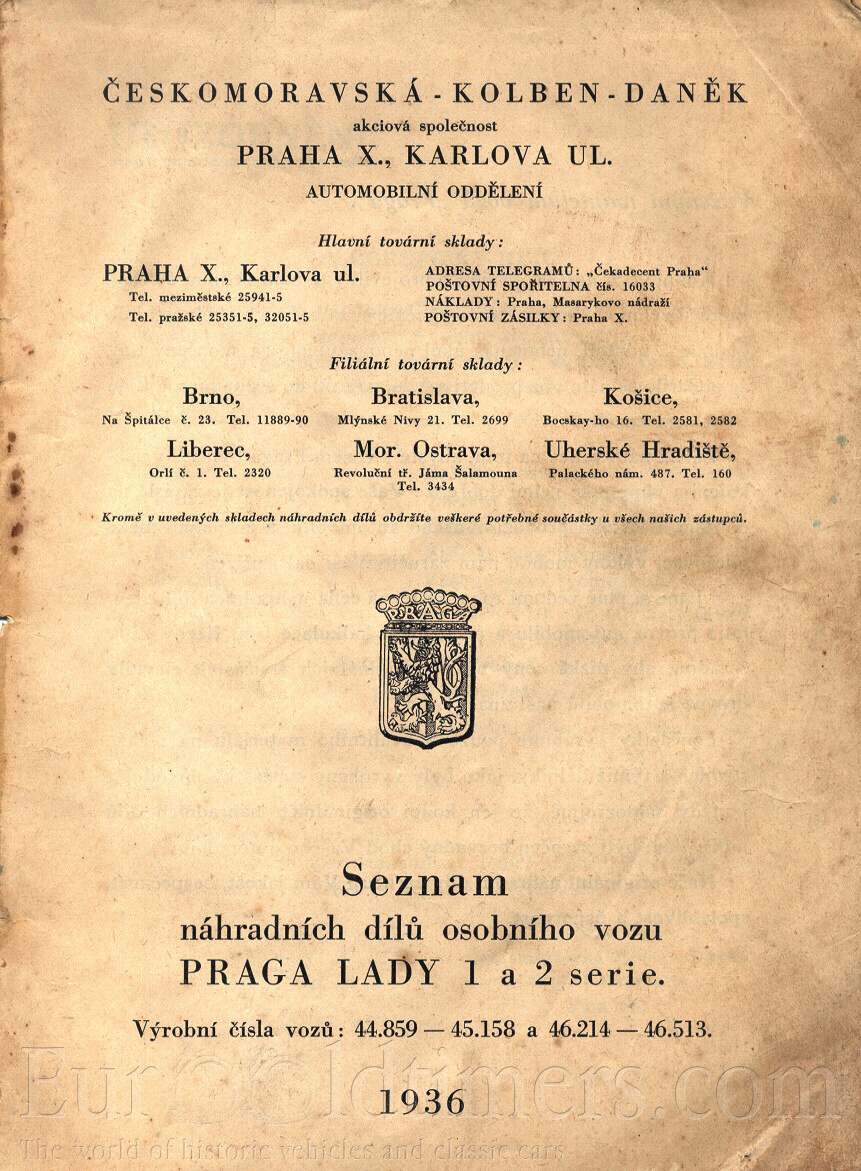 ČESKOMORAVSKÁ - KOLBEN - DANĚK
akciová společnost
PRAHA X., KARLOVA UL.
AUTOMOBILNÍ ODDĚLENÍ
Hlavní tovární sklady:
PRAHA X., Karlova ul.
Tel. meziměstské 25941-5
Tel. pražské 25351-5, 32051-5
ADRESA TELEGRAMŮ: „Čekadecent Praha“
POŠTOVNÍ SPOŘITELNA čís. 16033
NÁKLADY: Praha, Masarykovo nádraží
POŠTOVNÍ ZÁSILKY: Praha X.
Filiální tovární sklady:
Brno,
Na Špitálce č. 23. Tel. 11889-90
Bratislava,
Mlýnské Nivy 21. Tel. 2699
Košice,
Bocskay-ho 16. Tel. 2581, 2582
Liberec,
Orlí č. 1. Tel. 2320
Mor. Ostrava,
Revoluční tř. Jáma Šalamouna
Tel. 3434
Uherské Hradiště,
Palackého nám. 487. Tel. 160
Kromě v uvedených skladech náhradních dílů obdržíte veškeré potřebné součástky u všech našich zástupců.
PRAGA
Seznam
náhradních dílů osobního vozu
PRAGA LADY 1 a 2 serie.
Výrobní čísla vozů: 44.859 — 45.158 a 46.214 — 46.513.
1936
EuroOldtimers.com
The world of historic vehicles and classic cars